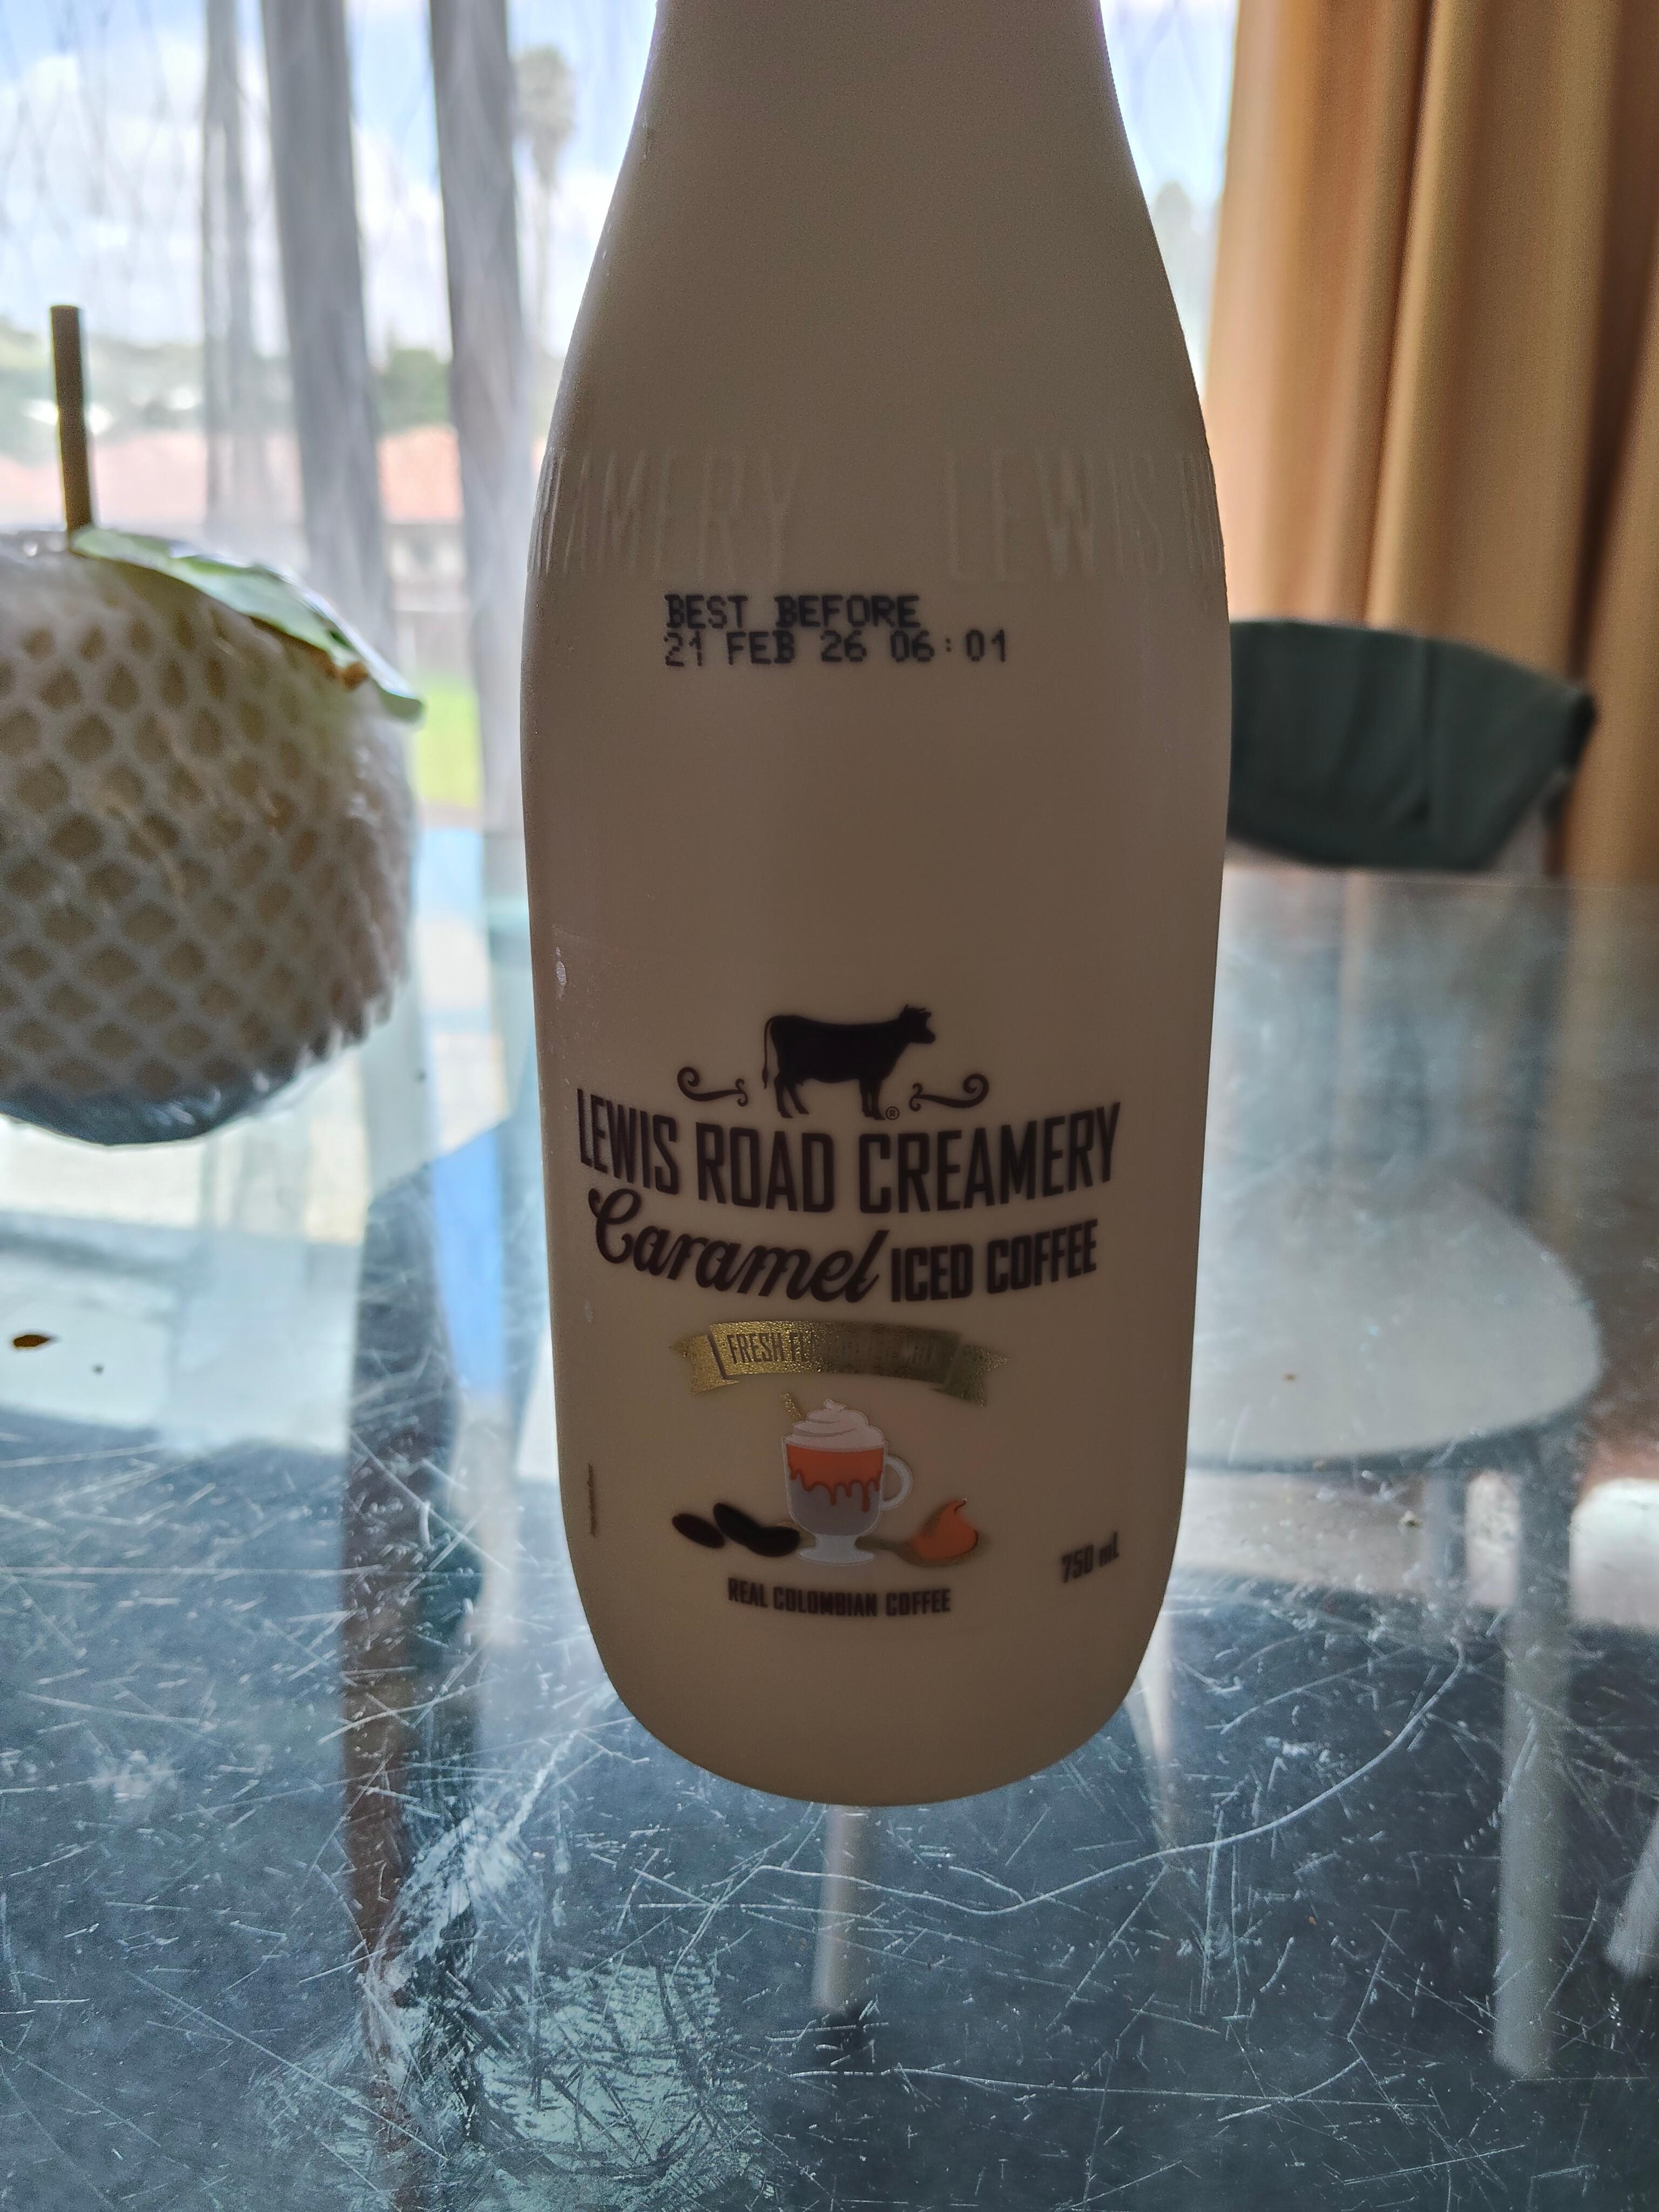 AMERY LEWIS
BEST BEFORE
21 FEB 26 06:01
®
LEWIS ROAD CREAMERY
Caramel ICED COFFEE
FRESH
REAL COLOMBIAN COFFEE
750 mL